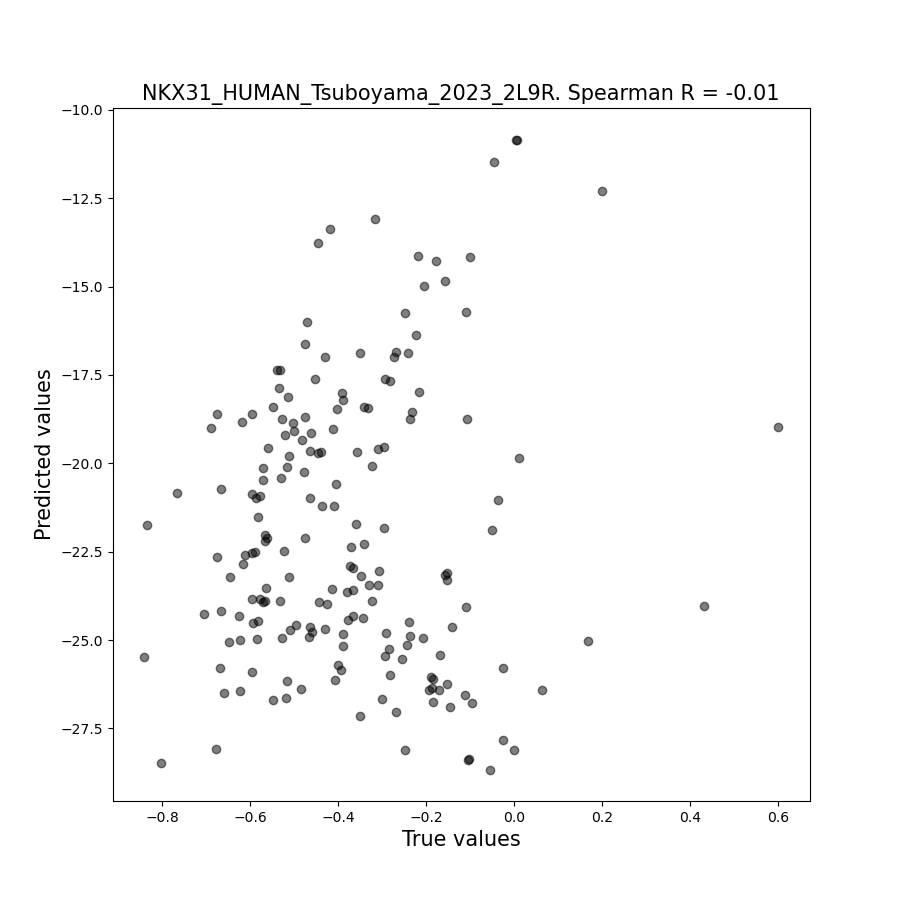 NKX31_HUMAN_Tsuboyama_2023_2L9R. Spearman R = -0.01
−10.0
−12.5
−15.0
−17.5
−20.0
−22.5
−25.0
−27.5
Predicted values
−0.8 −0.6 −0.4 −0.2 0.0 0.2 0.4 0.6
True values